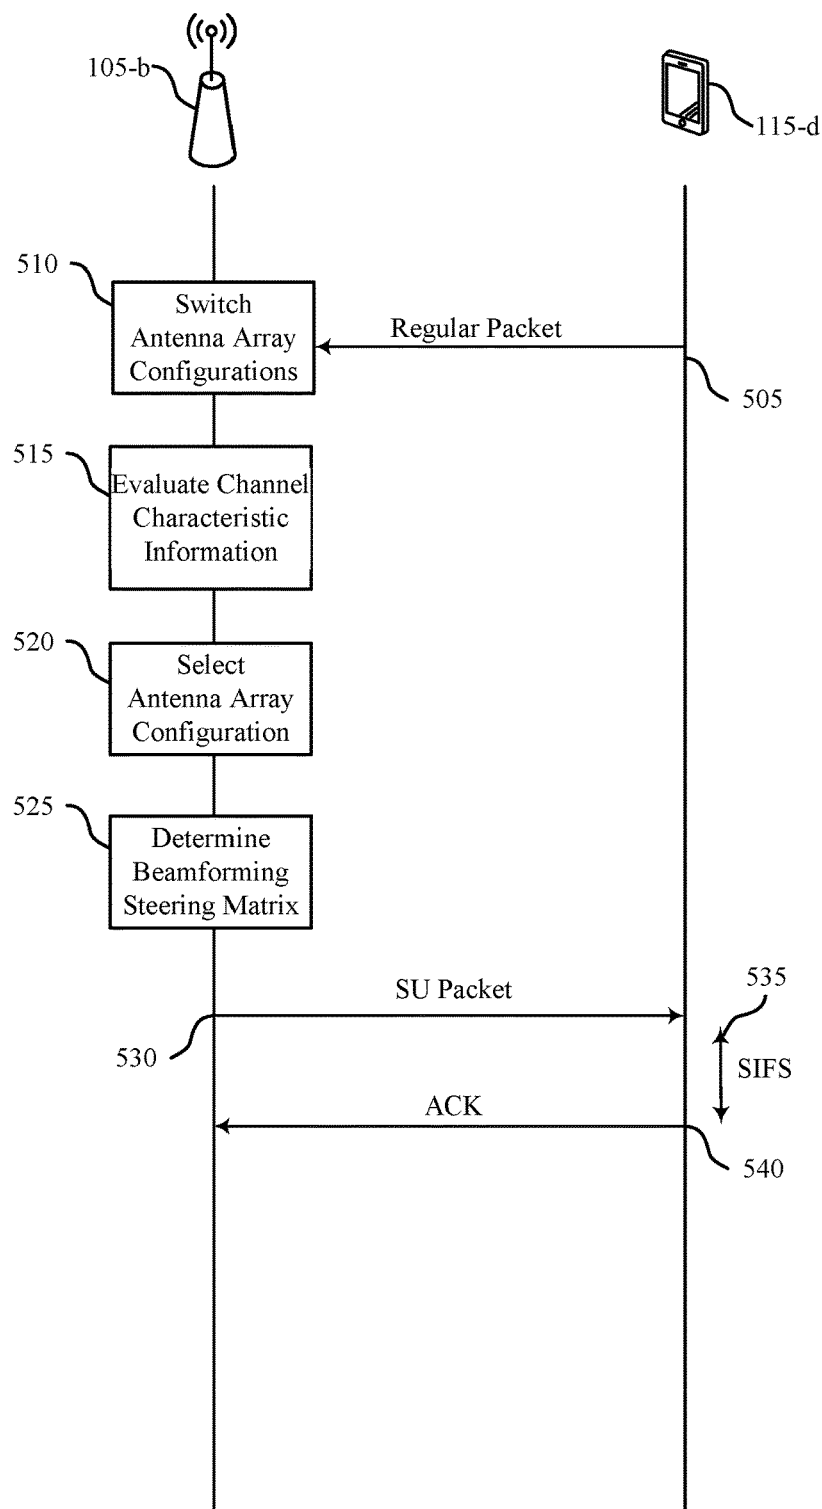 105-b
115-d
510
Switch
Antenna Array
Configurations
Regular Packet
505
515
Evaluate Channel
Characteristic
Information
520
Select
Antenna Array
Configuration
525
Determine
Beamforming
Steering Matrix
SU Packet
535
530
SIFS
ACK
540